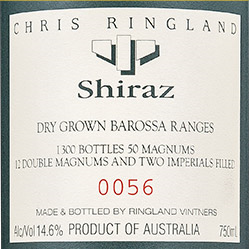 CHRIS RINGLAND
Shiraz
DRY GROWN BAROSSA RANGES
1300 BOTTLES 50 MAGNUMS
12 DOUBLE MAGNUMS AND TWO IMPERIALS FILLED
0056
MADE & BOTTLED BY RINGLAND VINTNERS
Alc/Vol 14.6% PRODUCT OF AUSTRALIA 750mL